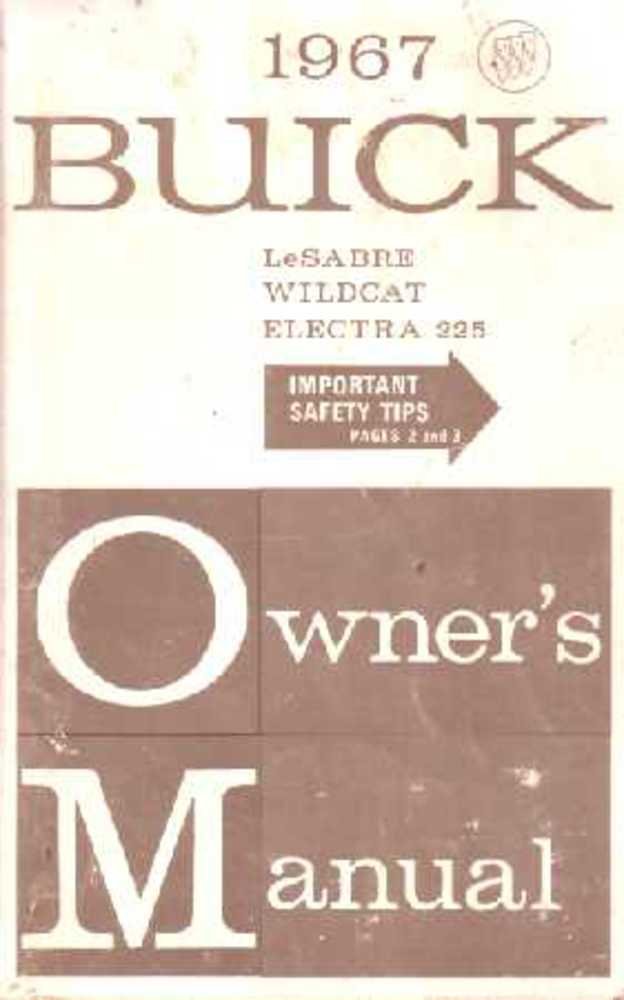 1967
BUICK
LeSABRE
WILDCAT
ELECTRA 225
IMPORTANT
SAFETY TIPS
PAGES 2 and 3
Owner's
Manual